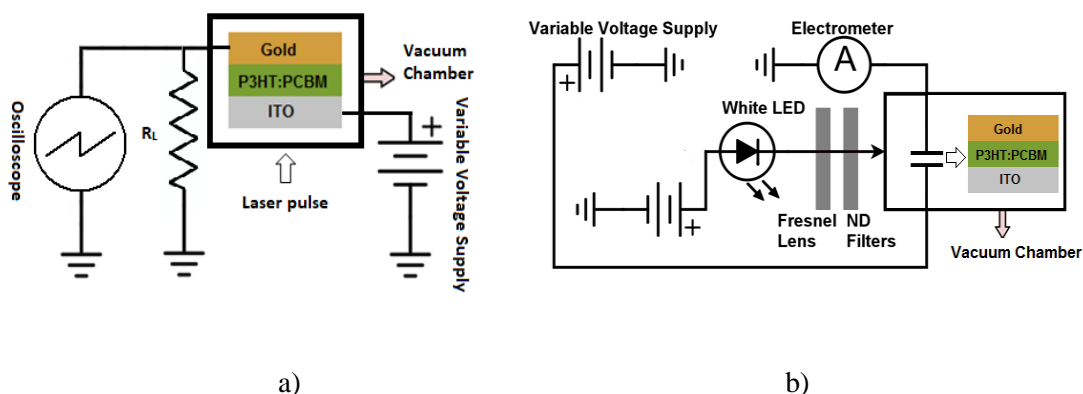 Gold
P3HT:PCBM
ITO
Vacuum
Chamber
Oscilloscope
RL
Laser pulse
+
Variable Voltage Supply
a)
Variable Voltage Supply
+
Electrometer
A
White LED
+
Fresnel
Lens
ND
Filters
Gold
P3HT:PCBM
ITO
Vacuum Chamber
b)